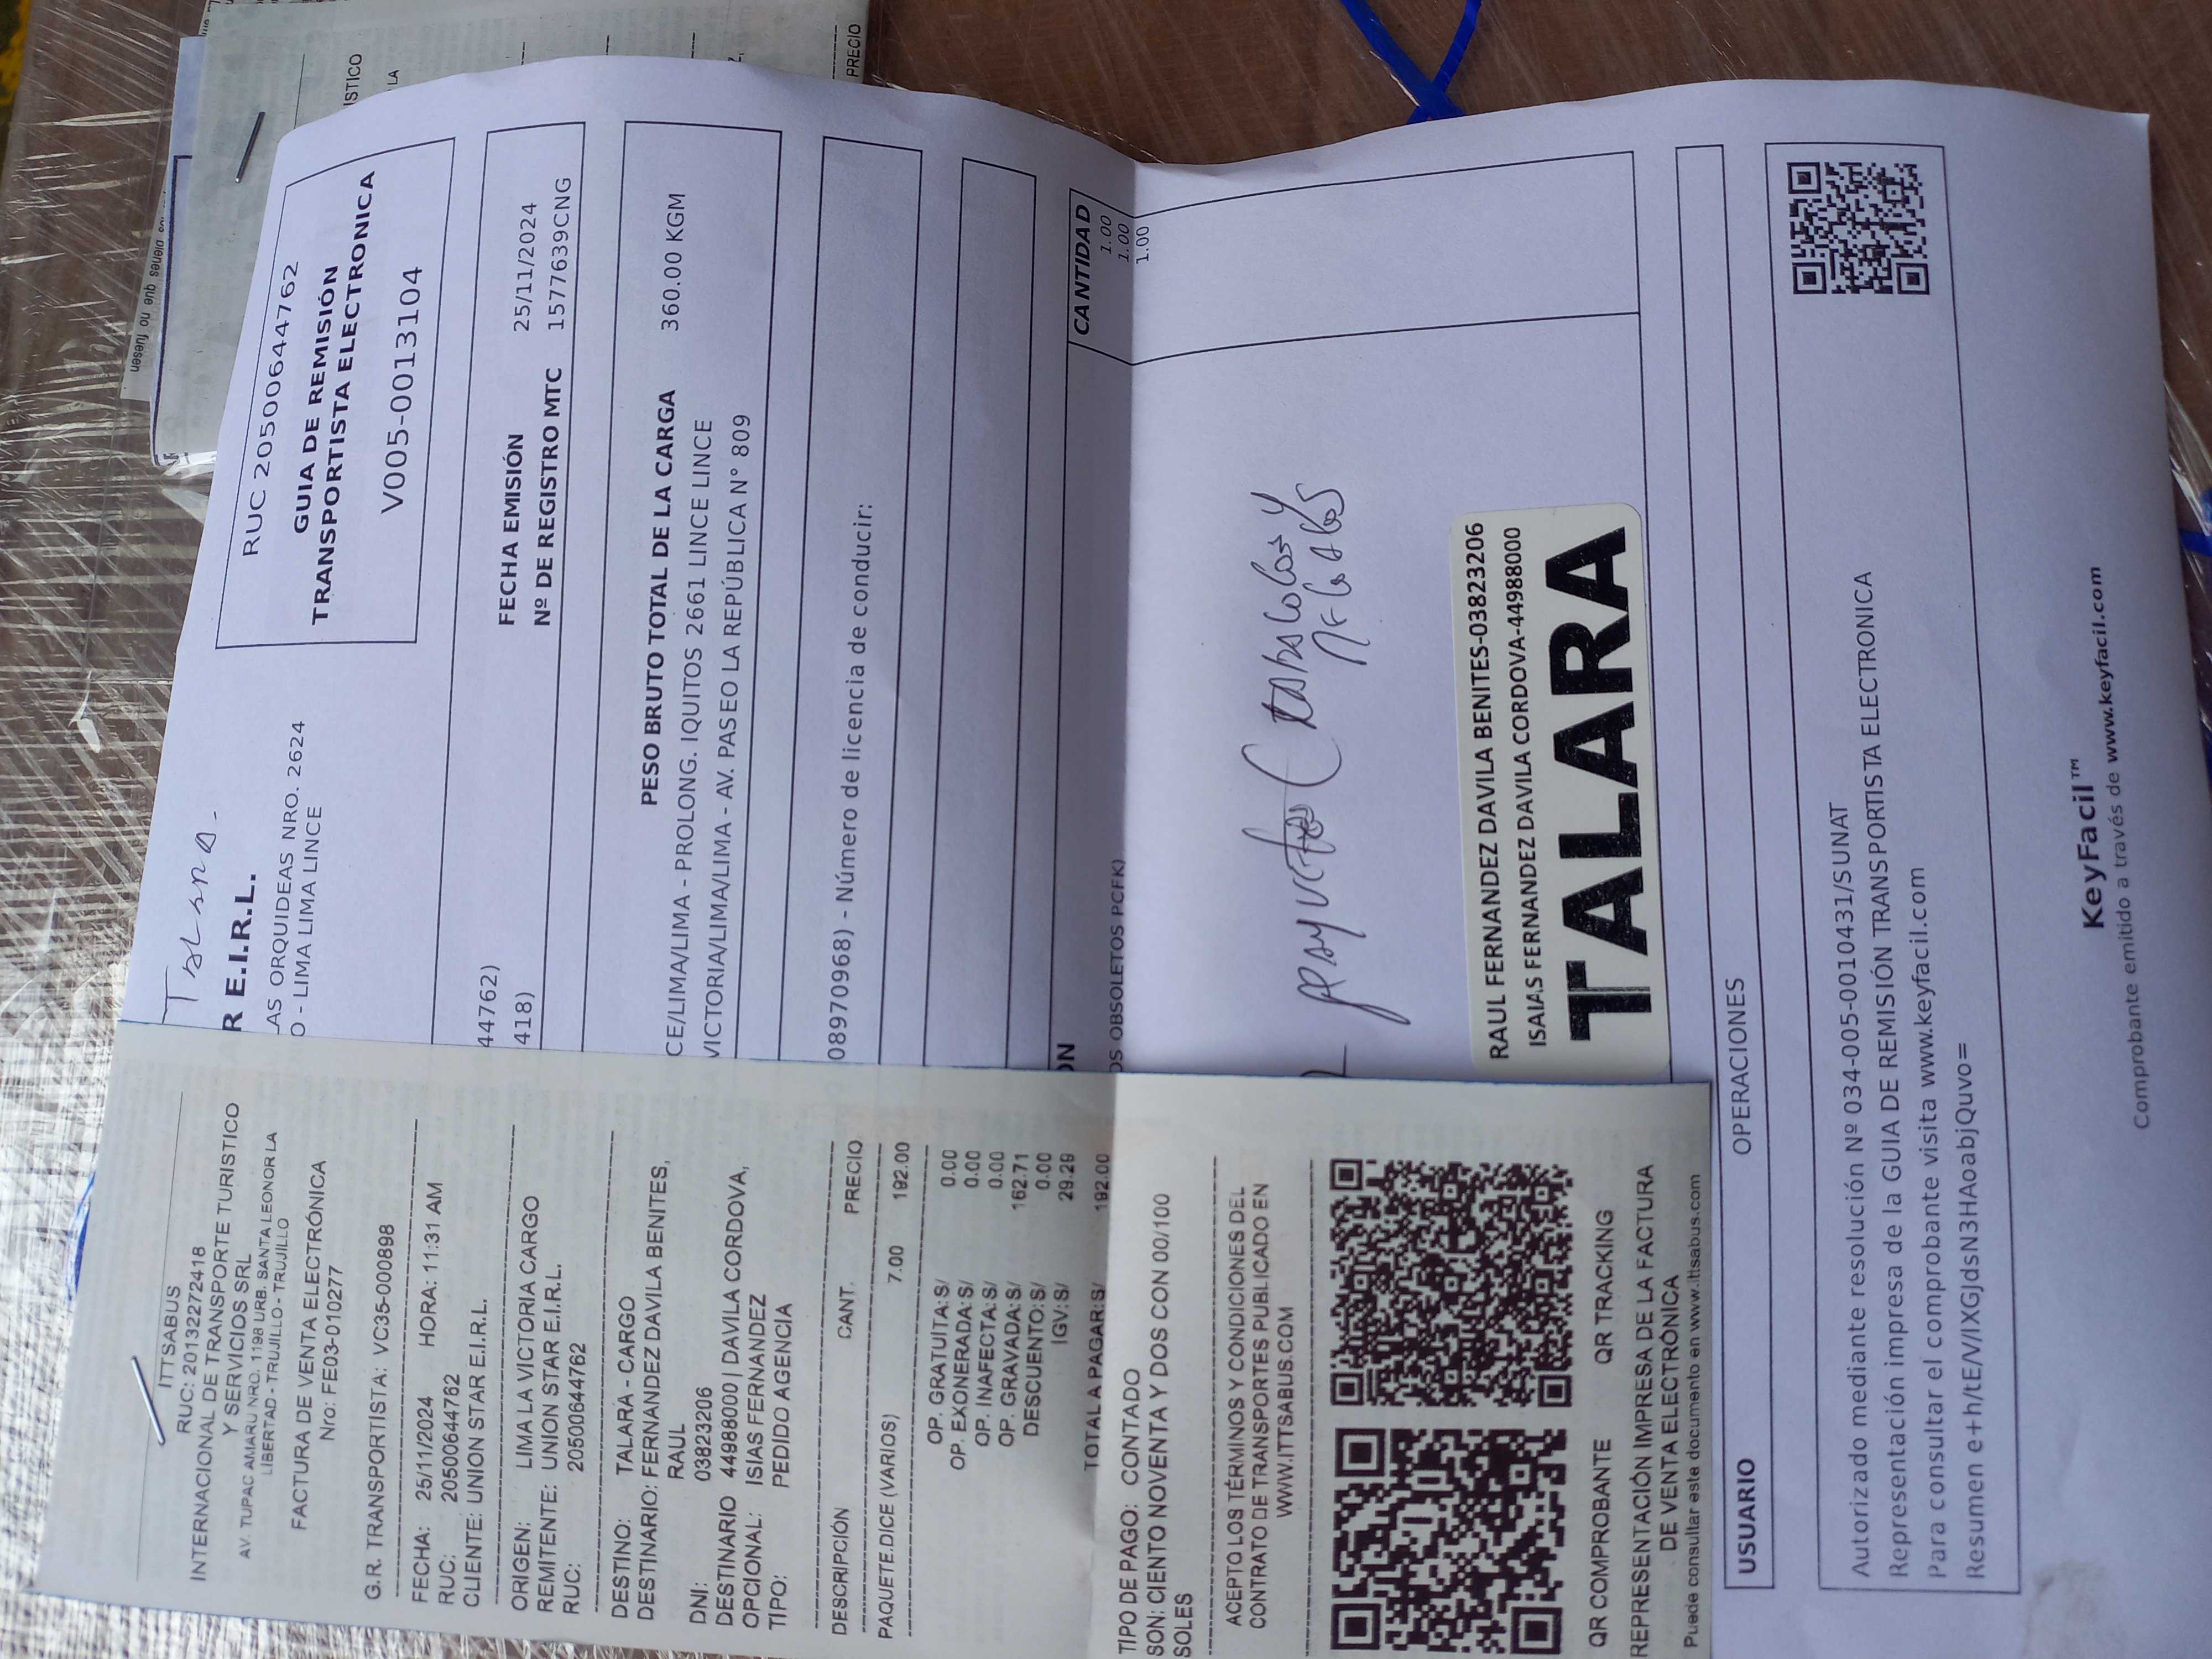 ITTSABUS
RUC: 20132272418
INTERNACIONAL DE TRANSPORTE TURISTICO
Y SERVICIOS SRL
AV. TUPAC AMARU NRO. 1198 URB. SANTA LEONOR LA
LIBERTAD - TRUJILLO - TRUJILLO
FACTURA DE VENTA ELECTRÓNICA
Nro: FE03-010277
G.R. TRANSPORTISTA: VC35-000898
FECHA: 25/11/2024 HORA: 11:31 AM
RUC: 20500644762
CLIENTE: UNION STAR E.I.R.L.
ORIGEN: LIMA LA VICTORIA CARGO
REMITENTE: UNION STAR E.I.R.L.
RUC: 20500644762
DESTINO: TALARA - CARGO
DESTINARIO: FERNANDEZ DAVILA BENITES,
RAUL
DNI: 03823206
DESTINARIO 44988000 | DAVILA CORDOVA,
OPCIONAL: ISIAS FERNANDEZ
TIPO: PEDIDO AGENCIA
DESCRIPCIÓN CANT. PRECIO
PAQUETE.DICE (VARIOS) 7.00 192.00
OP. GRATUITA: S/ 0.00
OP. EXONERADA: S/ 0.00
OP. INAFECTA: S/ 0.00
OP. GRAVADA: S/ 162.71
DESCUENTO: S/ 0.00
IGV: S/ 29.29
TOTAL A PAGAR: S/ 192.00
TIPO DE PAGO: CONTADO
SON: CIENTO NOVENTA Y DOS CON 00/100
SOLES
ACEPTO LOS TÉRMINOS Y CONDICIONES DEL
CONTRATO DE TRANSPORTES PUBLICADO EN
WWW.ITTSABUS.COM
QR COMPROBANTE QR TRACKING
REPRESENTACIÓN IMPRESA DE LA FACTURA
DE VENTA ELECTRÓNICA
Puede consultar este documento en www.ittsabus.com
R E.I.R.L.
LAS ORQUIDEAS NRO. 2624
O - LIMA LIMA LINCE
RUC 20500644762
GUIA DE REMISIÓN
TRANSPORTISTA ELECTRONICA
V005-0013104
44762)
418)
FECHA EMISIÓN 25/11/2024
Nº DE REGISTRO MTC 1577639CNG
PESO BRUTO TOTAL DE LA CARGA 360.00 KGM
CE/LIMA/LIMA - PROLONG. IQUITOS 2661 LINCE LINCE
VICTORIA/LIMA/LIMA - AV. PASEO LA REPÚBLICA N° 809
08970968) - Número de licencia de conducir:
ON CANTIDAD
1.00
OS OBSOLETOS PCFK) 1.00
1.00
RAUL FERNANDEZ DAVILA BENITES-03823206
ISAIAS FERNANDEZ DAVILA CORDOVA-44988000
TALARA
USUARIO OPERACIONES
Autorizado mediante resolución Nº 034-005-0010431/SUNAT
Representación impresa de la GUIA DE REMISIÓN TRANSPORTISTA ELECTRONICA
Para consultar el comprobante visita www.keyfacil.com
Resumen e+h/tE/V/IXGJdsN3HAoabjQuvo=
KeyFacil™
Comprobante emitido a través de www.keyfacil.com
ISTICO
LA
PRECIO
que no fuesen